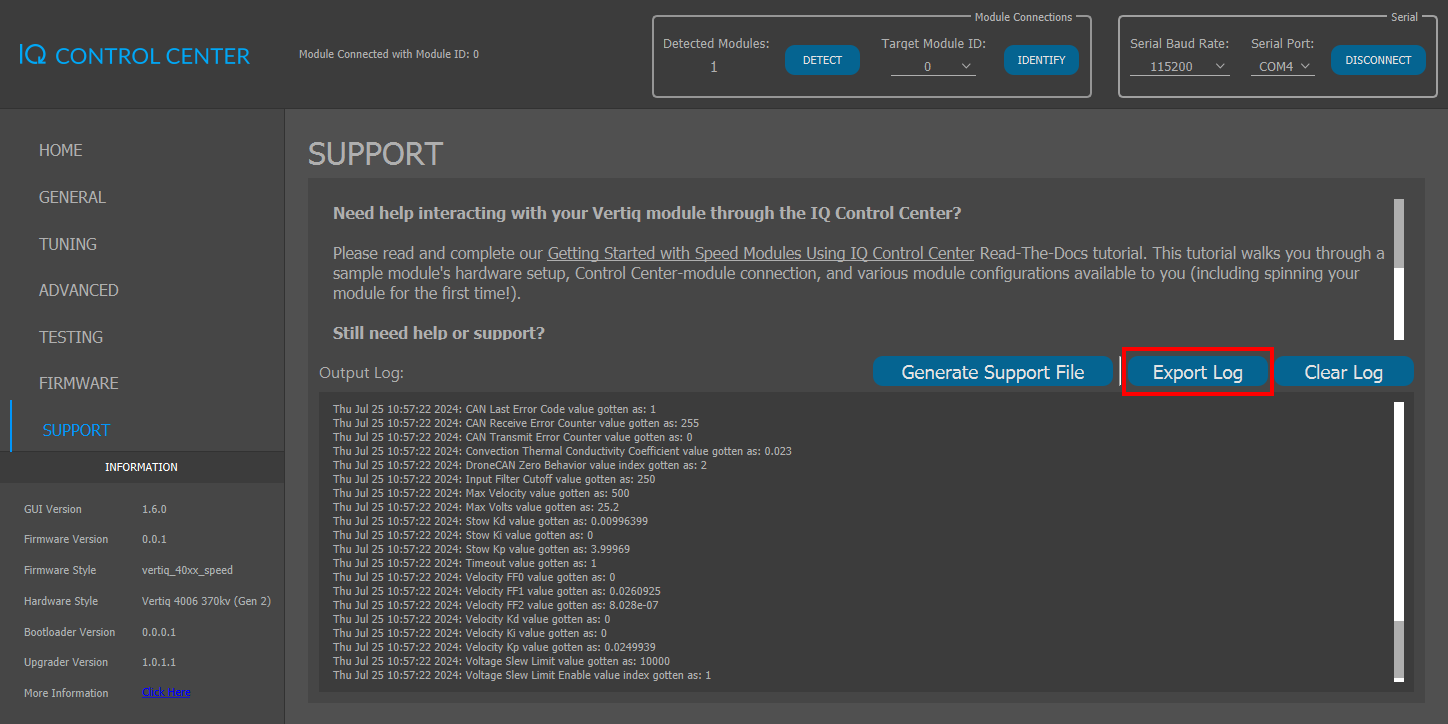 IQ CONTROL CENTER
Module Connected with Module ID: 0
Module Connections
Detected Modules:
1
DETECT
Target Module ID:
0
IDENTIFY
Serial
Serial Baud Rate:
115200
Serial Port:
COM4
DISCONNECT
HOME
GENERAL
TUNING
ADVANCED
TESTING
FIRMWARE
SUPPORT
INFORMATION
GUI Version 1.6.0
Firmware Version 0.0.1
Firmware Style vertiq_40xx_speed
Hardware Style Vertiq 4006 370kv (Gen 2)
Bootloader Version 0.0.0.1
Upgrader Version 1.0.1.1
More Information Click Here
SUPPORT
Need help interacting with your Vertiq module through the IQ Control Center?
Please read and complete our Getting Started with Speed Modules Using IQ Control Center Read-The-Docs tutorial. This tutorial walks you through a
sample module's hardware setup, Control Center-module connection, and various module configurations available to you (including spinning your
module for the first time!).
Still need help or support?
Output Log:
Generate Support File
Export Log
Clear Log
Thu Jul 25 10:57:22 2024: CAN Last Error Code value gotten as: 1
Thu Jul 25 10:57:22 2024: CAN Receive Error Counter value gotten as: 255
Thu Jul 25 10:57:22 2024: CAN Transmit Error Counter value gotten as: 0
Thu Jul 25 10:57:22 2024: Convection Thermal Conductivity Coefficient value gotten as: 0.023
Thu Jul 25 10:57:22 2024: DroneCAN Zero Behavior value index gotten as: 2
Thu Jul 25 10:57:22 2024: Input Filter Cutoff value gotten as: 250
Thu Jul 25 10:57:22 2024: Max Velocity value gotten as: 500
Thu Jul 25 10:57:22 2024: Max Volts value gotten as: 25.2
Thu Jul 25 10:57:22 2024: Stow Kd value gotten as: 0.00996399
Thu Jul 25 10:57:22 2024: Stow Ki value gotten as: 0
Thu Jul 25 10:57:22 2024: Stow Kp value gotten as: 3.99969
Thu Jul 25 10:57:22 2024: Timeout value gotten as: 1
Thu Jul 25 10:57:22 2024: Velocity FF0 value gotten as: 0
Thu Jul 25 10:57:22 2024: Velocity FF1 value gotten as: 0.0260925
Thu Jul 25 10:57:22 2024: Velocity FF2 value gotten as: 8.028e-07
Thu Jul 25 10:57:22 2024: Velocity Kd value gotten as: 0
Thu Jul 25 10:57:22 2024: Velocity Ki value gotten as: 0
Thu Jul 25 10:57:22 2024: Velocity Kp value gotten as: 0.0249939
Thu Jul 25 10:57:22 2024: Voltage Slew Limit value gotten as: 10000
Thu Jul 25 10:57:22 2024: Voltage Slew Limit Enable value index gotten as: 1